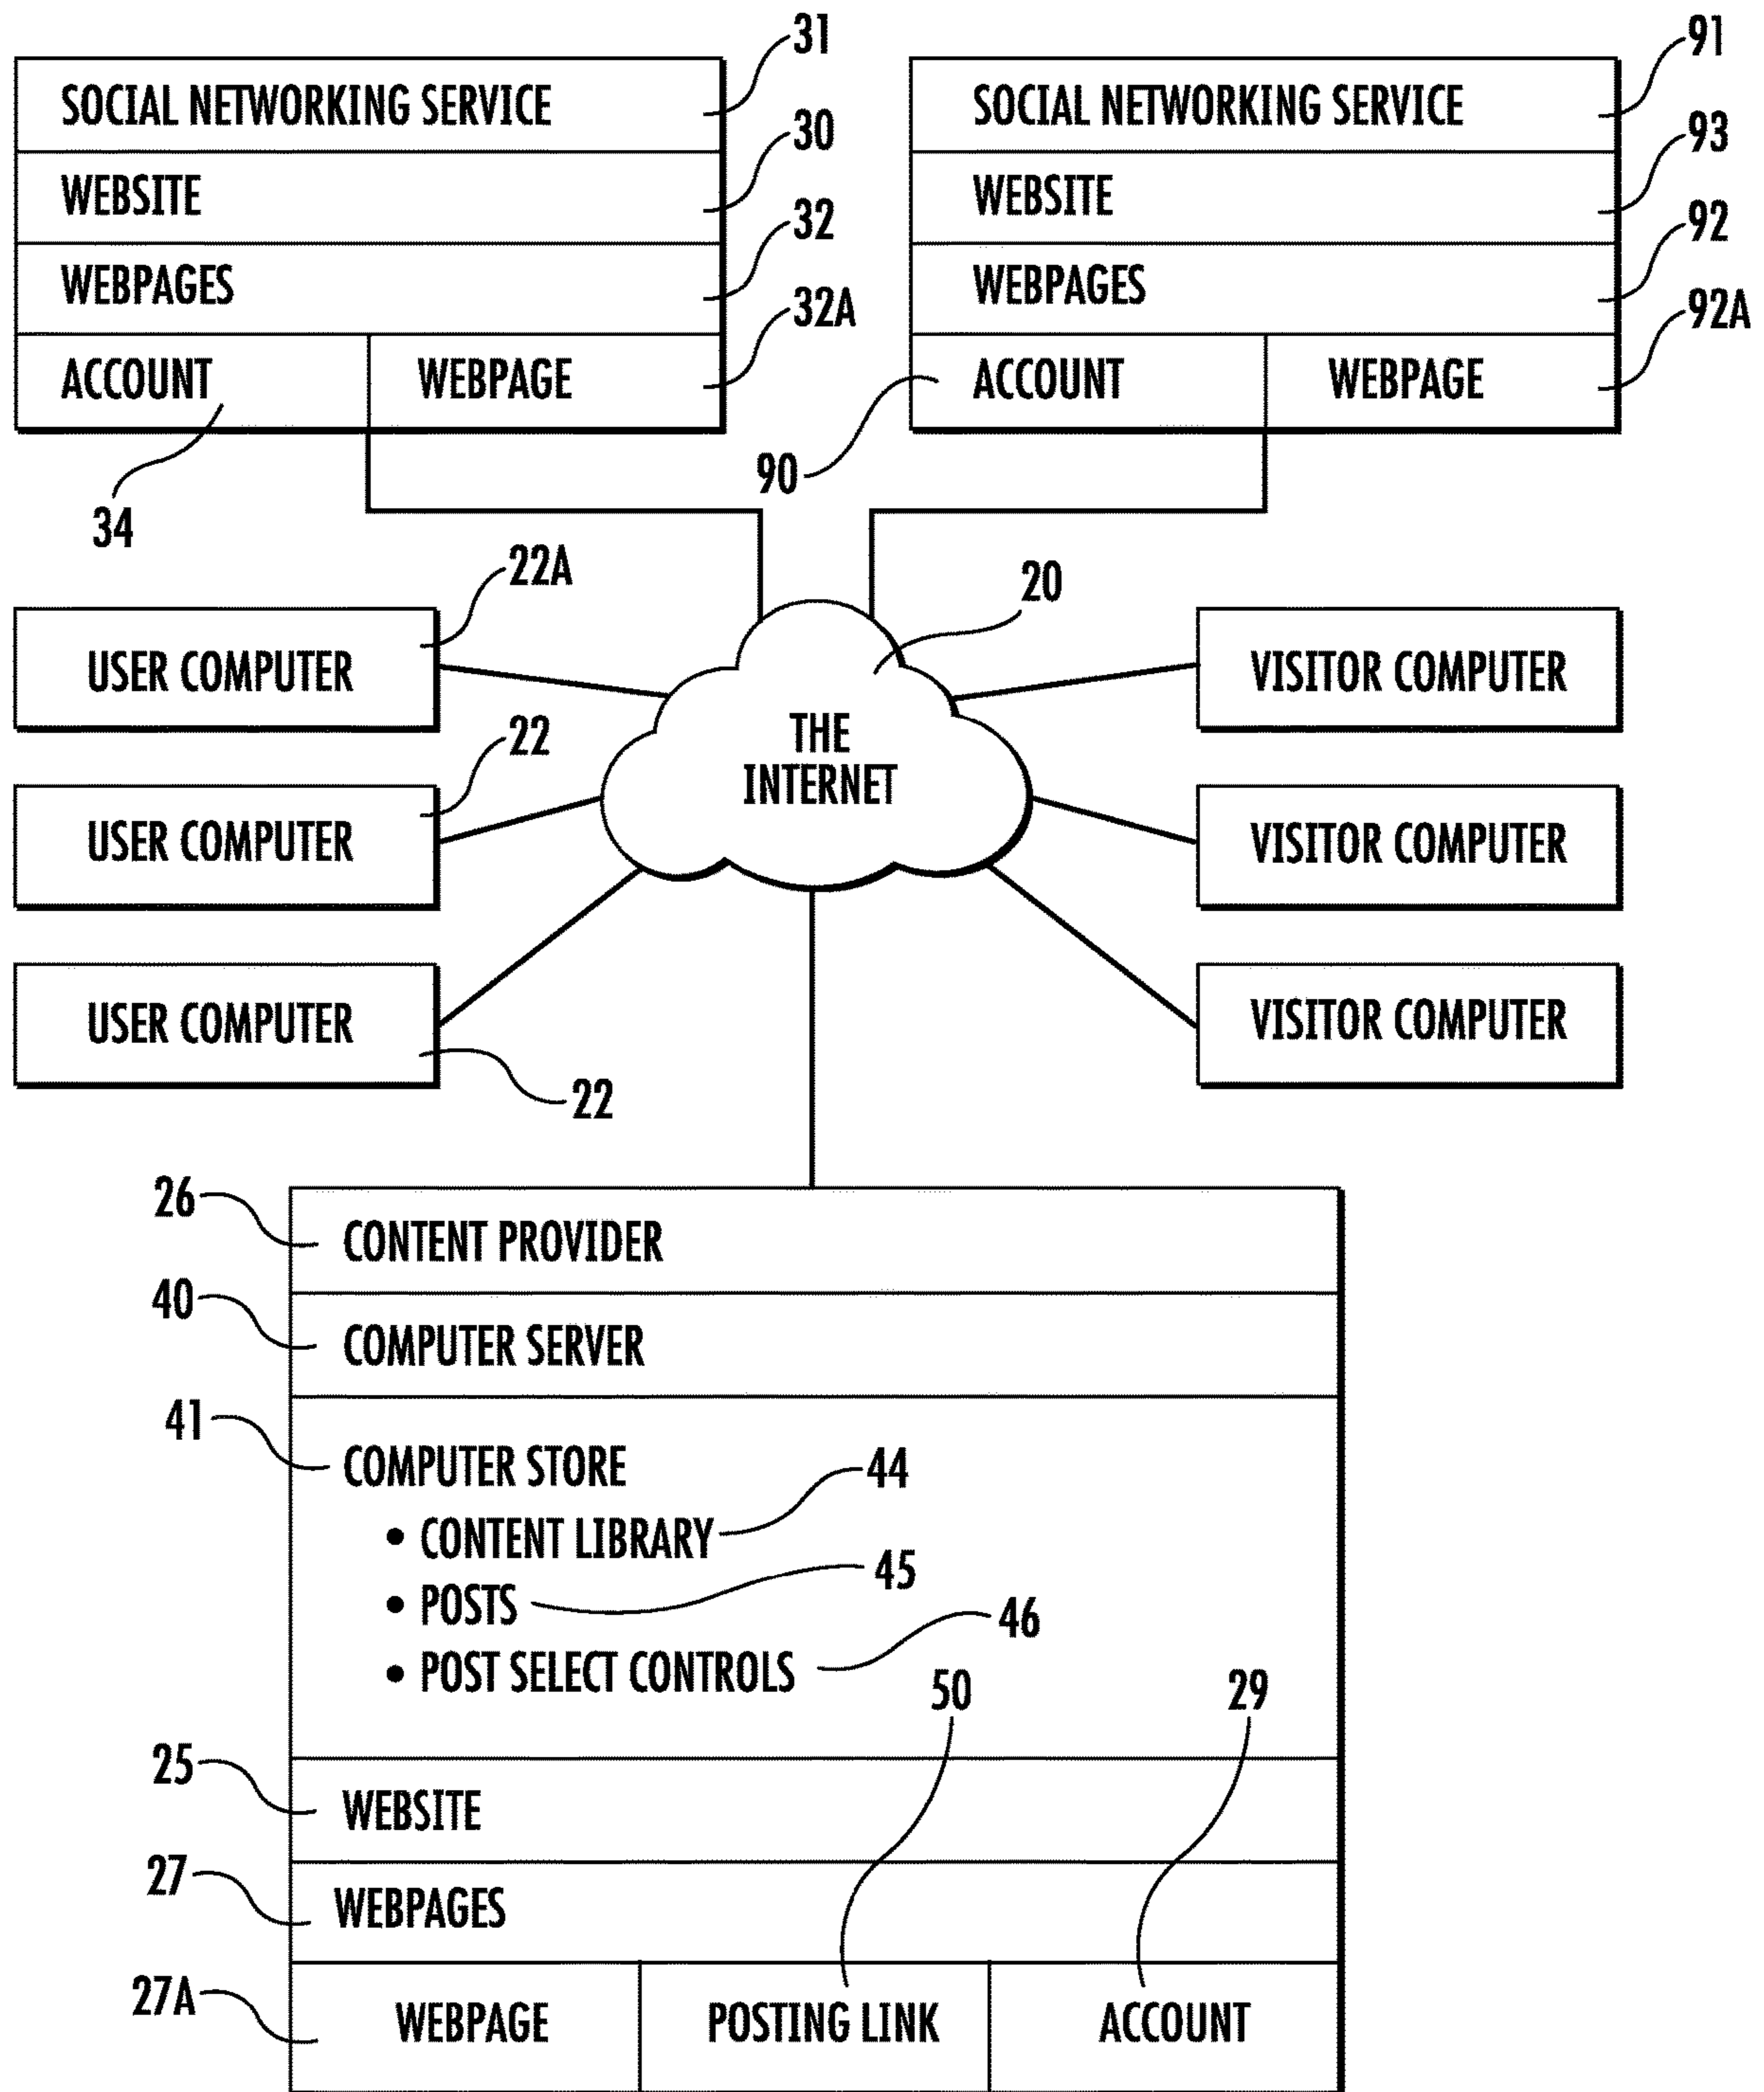 31
SOCIAL NETWORKING SERVICE
30
WEBSITE
32
WEBPAGES
32A
ACCOUNT WEBPAGE
34
91
SOCIAL NETWORKING SERVICE
93
WEBSITE
92
WEBPAGES
92A
ACCOUNT WEBPAGE
90
22A
USER COMPUTER
22
USER COMPUTER
USER COMPUTER
22
20
THE
INTERNET
VISITOR COMPUTER
VISITOR COMPUTER
VISITOR COMPUTER
26
CONTENT PROVIDER
40
COMPUTER SERVER
41
COMPUTER STORE
• CONTENT LIBRARY 44
• POSTS 45
• POST SELECT CONTROLS 46
50
29
25
WEBSITE
27
WEBPAGES
27A
WEBPAGE POSTING LINK ACCOUNT